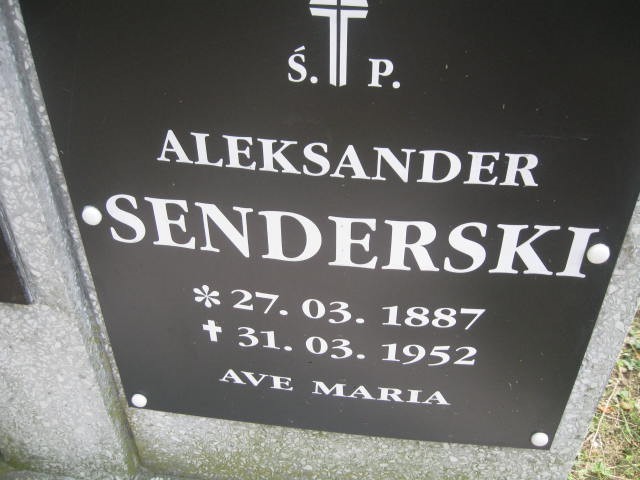 Ś. P.
ALEKSANDER
SENDERSKI
* 27. 03. 1887
✝ 31. 03. 1952
AVE MARIA